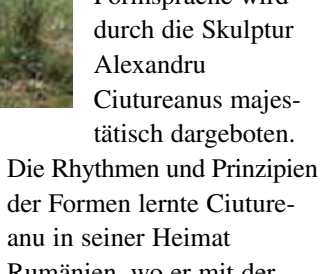 Formsprache wird
durch die Skulptur
Alexandru
Ciutureanus majes-
tätisch dargeboten.
Die Rhythmen und Prinzipien
der Formen lernte Ciuture-
anu in seiner Heimat
Rumänien, wo er mit der